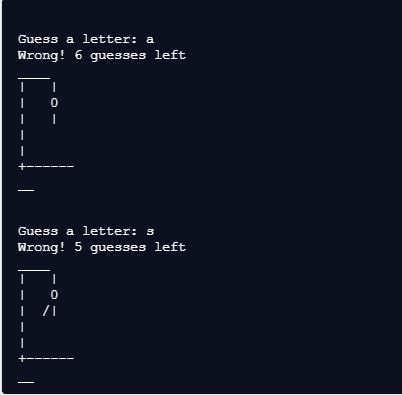 Guess a letter: a
Wrong! 6 guesses left
____
|   |
|   O
|   |
|
|
+------
__
Guess a letter: s
Wrong! 5 guesses left
____
|   |
|   O
|  /|
|
|
+------
__